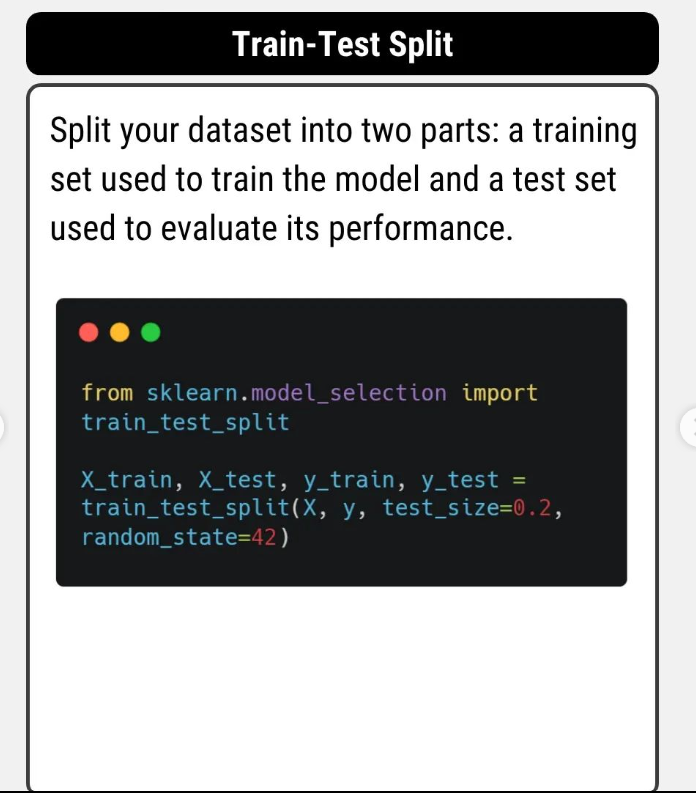 Train-Test Split
Split your dataset into two parts: a training
set used to train the model and a test set
used to evaluate its performance.
from sklearn.model_selection import
train_test_split
X_train, X_test, y_train, y_test =
train_test_split(X, y, test_size=0.2,
random_state=42)